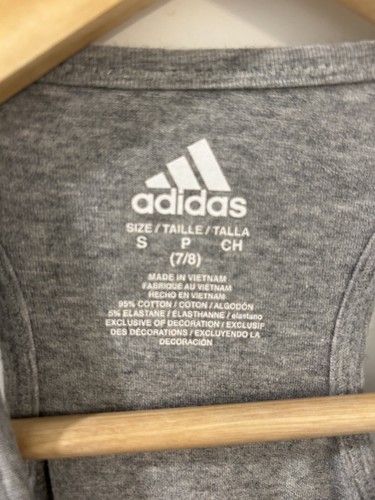 adidas
SIZE / TAILLE / TALLA
S P CH
(7/8)
MADE IN VIETNAM
FABRIQUÉ AU VIETNAM
HECHO EN VIETNAM
95% COTTON / COTON / ALGODÓN
5% ELASTANE / ÉLASTHANNE / elastano
EXCLUSIVE OF DECORATION / EXCLUSIF
DES DÉCORATIONS / EXCLUYENDO LA
DECORACIÓN